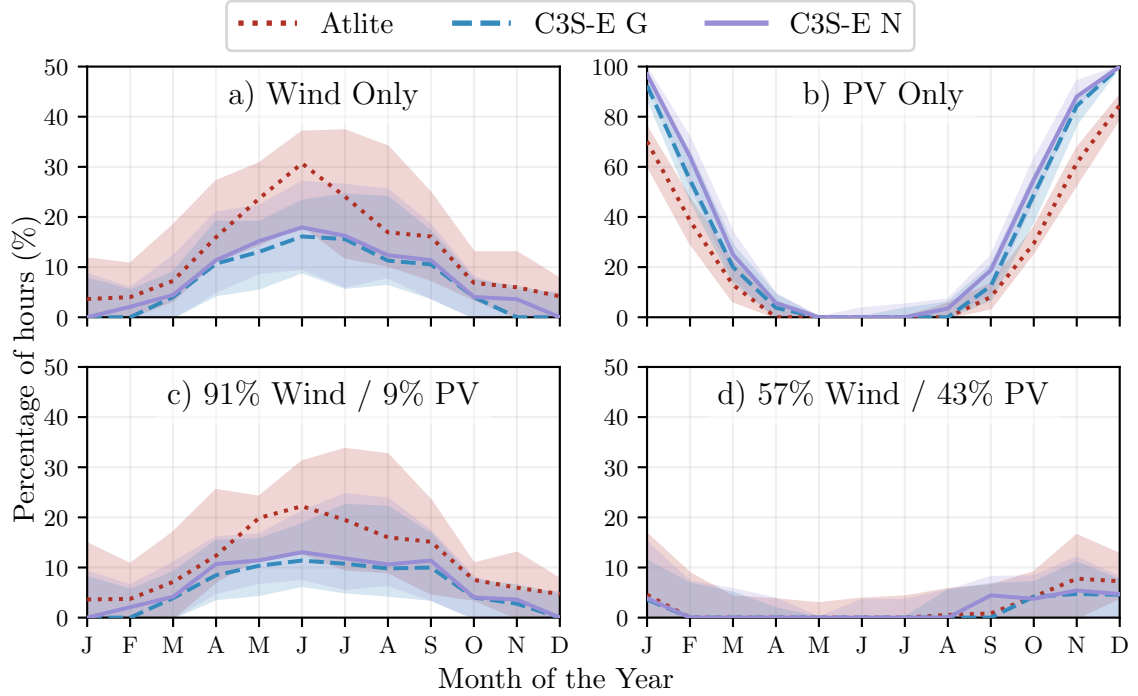 Atlite C3S-E G C3S-E N
a) Wind Only
50
40
30
20
10
0
b) PV Only
100
80
60
40
20
0
Percentage of hours (%)
c) 91% Wind / 9% PV
50
40
30
20
10
0
J F M A M J J A S O N D
d) 57% Wind / 43% PV
50
40
30
20
10
0
J F M A M J J A S O N D
Month of the Year